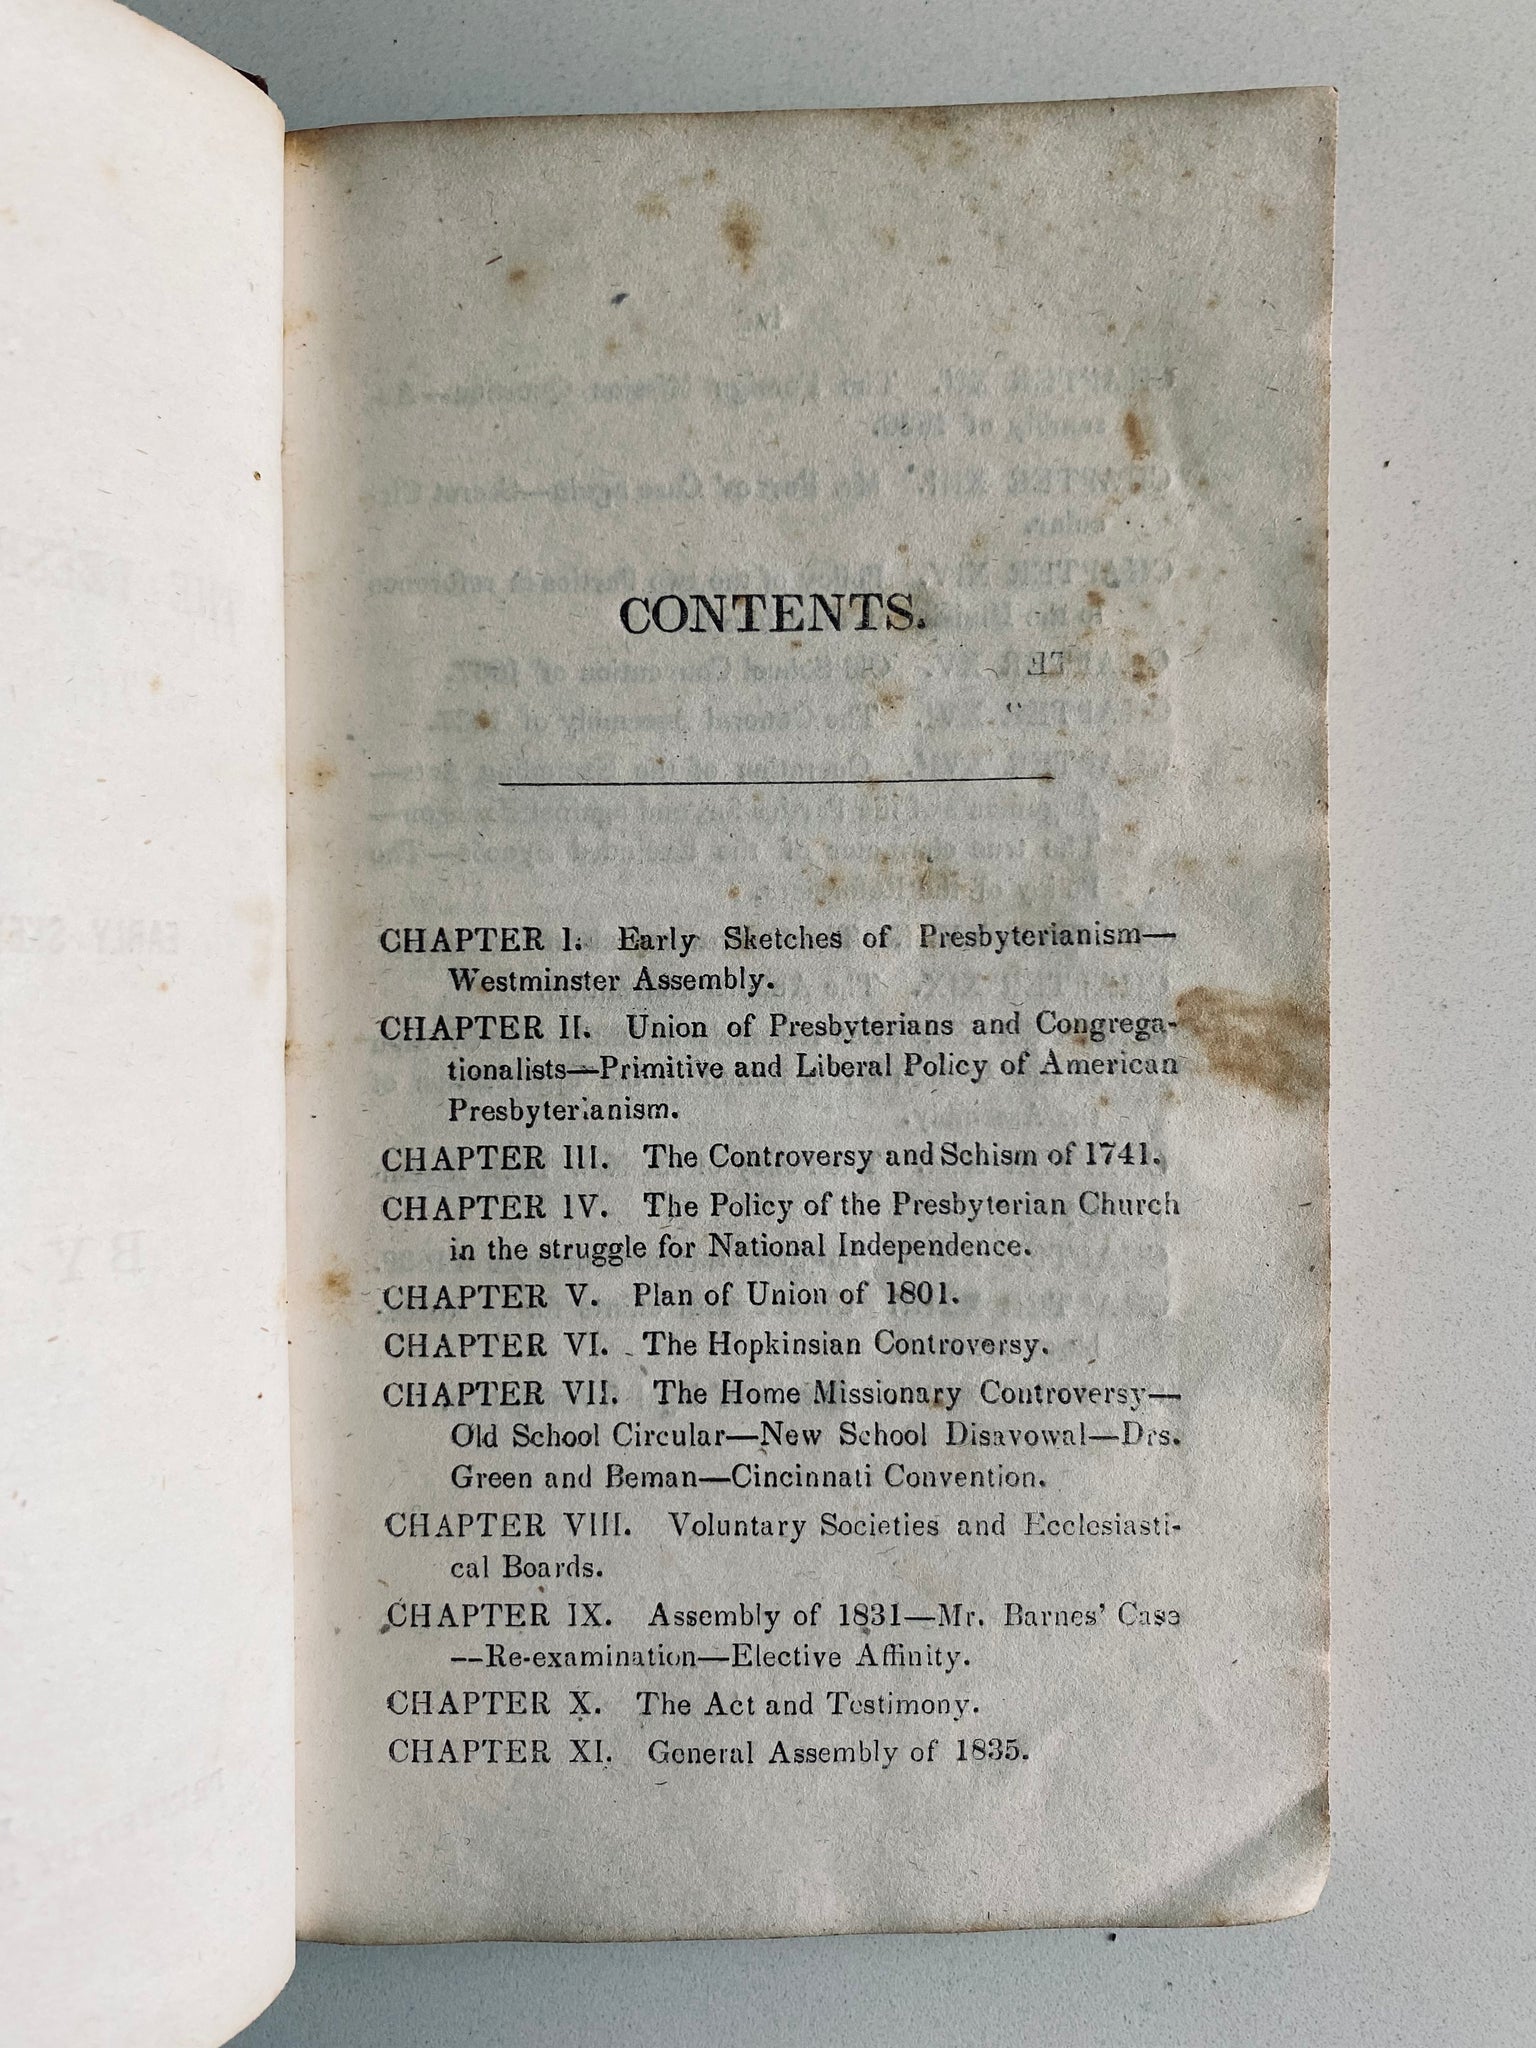 CONTENTS.
CHAPTER I. Early Sketches of Presbyterianism—
Westminster Assembly.
CHAPTER II. Union of Presbyterians and Congrega-
tionalists—Primitive and Liberal Policy of American
Presbyterianism.
CHAPTER III. The Controversy and Schism of 1741.
CHAPTER IV. The Policy of the Presbyterian Church
in the struggle for National Independence.
CHAPTER V. Plan of Union of 1801.
CHAPTER VI. The Hopkinsian Controversy.
CHAPTER VII. The Home Missionary Controversy—
Old School Circular—New School Disavowal—Drs.
Green and Beman—Cincinnati Convention.
CHAPTER VIII. Voluntary Societies and Ecclesiasti-
cal Boards.
CHAPTER IX. Assembly of 1831—Mr. Barnes' Case
—Re-examination—Elective Affinity.
CHAPTER X. The Act and Testimony.
CHAPTER XI. General Assembly of 1835.